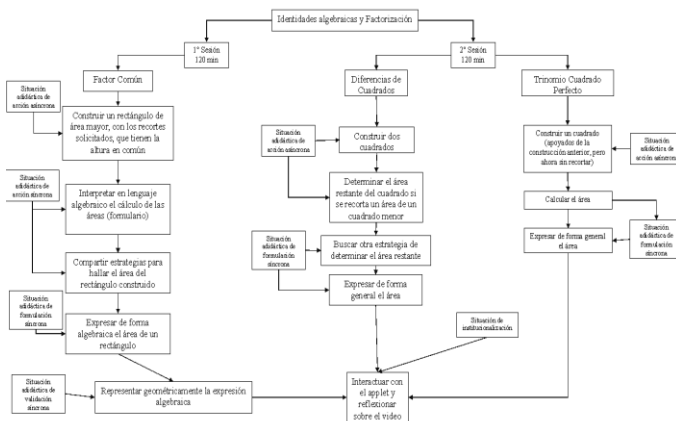 Identidades algebraicas y Factorización
1° Sesión
120 min
2° Sesión
120 min
Factor Común
Diferencias de
Cuadrados
Trinomio Cuadrado
Perfecto
Situación
adidáctica de
acción asíncrona
Construir un rectángulo de
área mayor, con los recortes
solicitados, que tienen la
altura en común
Situación
adidáctica de
acción síncrona
Interpretar en lenguaje
algebraico el cálculo de las
áreas (formulario)
Compartir estrategias para
hallar el área del
rectángulo construido
Situación
adidáctica de
formulación
síncrona
Expresar de forma
algebraica el área de un
rectángulo
Situación
adidáctica de
validación
síncrona
Representar geométricamente la expresión
algebraica
Situación
adidáctica de
acción asíncrona
Construir dos
cuadrados
Determinar el área
restante del cuadrado si
se recorta un área de un
cuadrado menor
Situación
adidáctica de
formulación
síncrona
Buscar otra estrategia de
determinar el área restante
Expresar de forma
general el área
Situación de
institucionalización
Interactuar con
el applet y
reflexionar
sobre el video
Construir un cuadrado
(apoyados de la
construcción anterior, pero
ahora sin recortar)
Situación
adidáctica de
acción asíncrona
Calcular el área
Expresar de forma general
el área
Situación
adidáctica de
formulación
síncrona